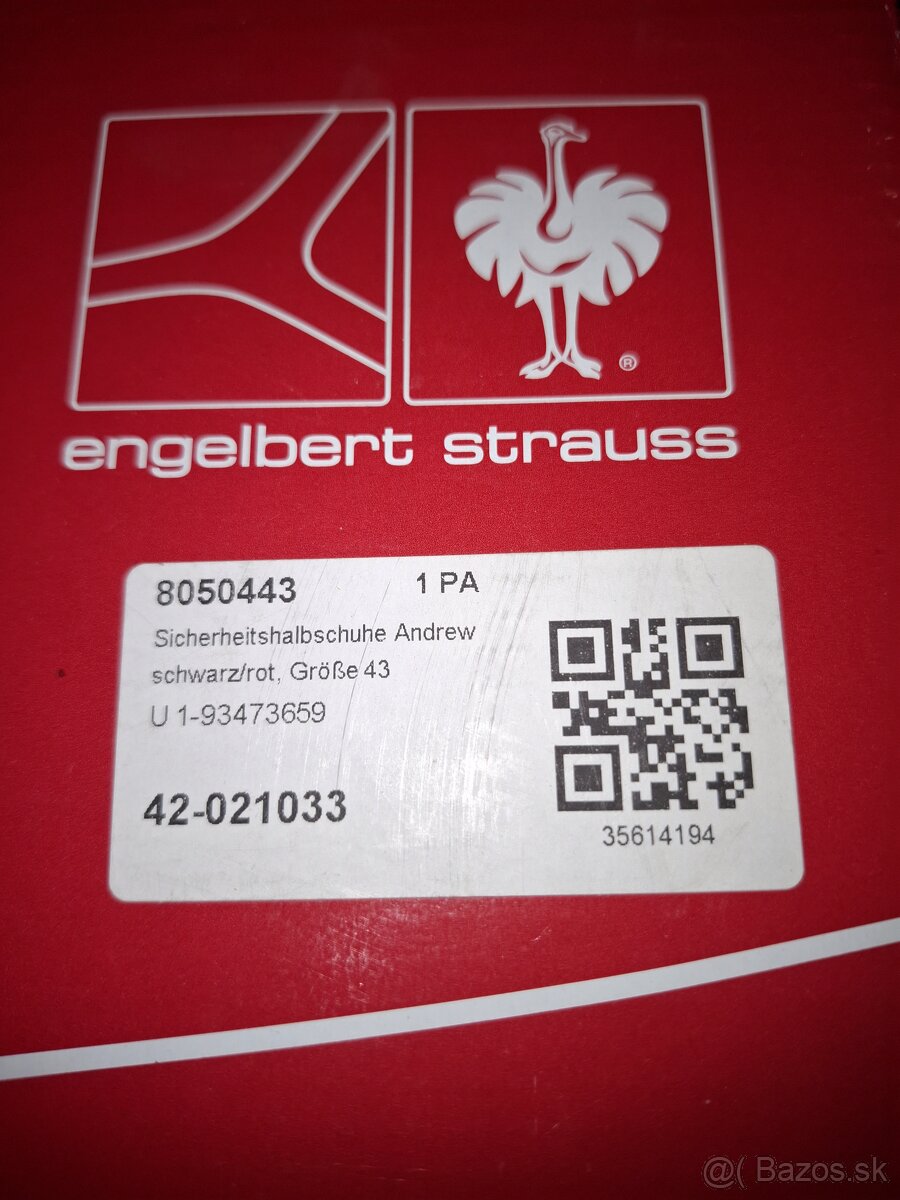 ®
engelbert strauss
8050443 1 PA
Sicherheitshalbschuhe Andrew
schwarz/rot, Größe 43
U 1-93473659
42-021033
35614194
@( Bazos.sk